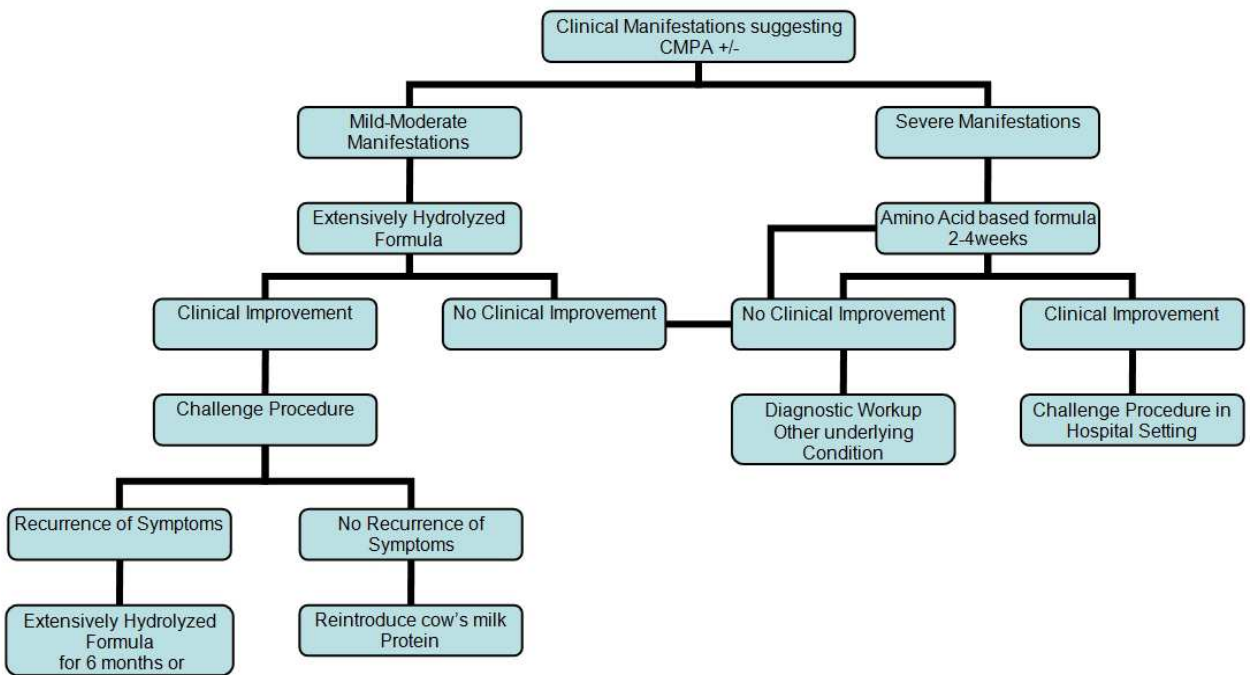 Clinical Manifestations suggesting
CMPA +/-
Mild-Moderate
Manifestations
Severe Manifestations
Extensively Hydrolyzed
Formula
Amino Acid based formula
2-4weeks
Clinical Improvement
No Clinical Improvement
No Clinical Improvement
Clinical Improvement
Challenge Procedure
Diagnostic Workup
Other underlying
Condition
Challenge Procedure in
Hospital Setting
Recurrence of Symptoms
No Recurrence of
Symptoms
Extensively Hydrolyzed
Formula
for 6 months or
Reintroduce cow's milk
Protein